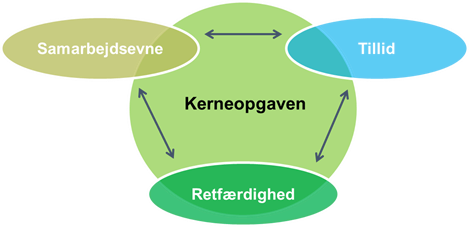 Samarbejdsevne
Tillid
Kerneopgaven
Retfærdighed